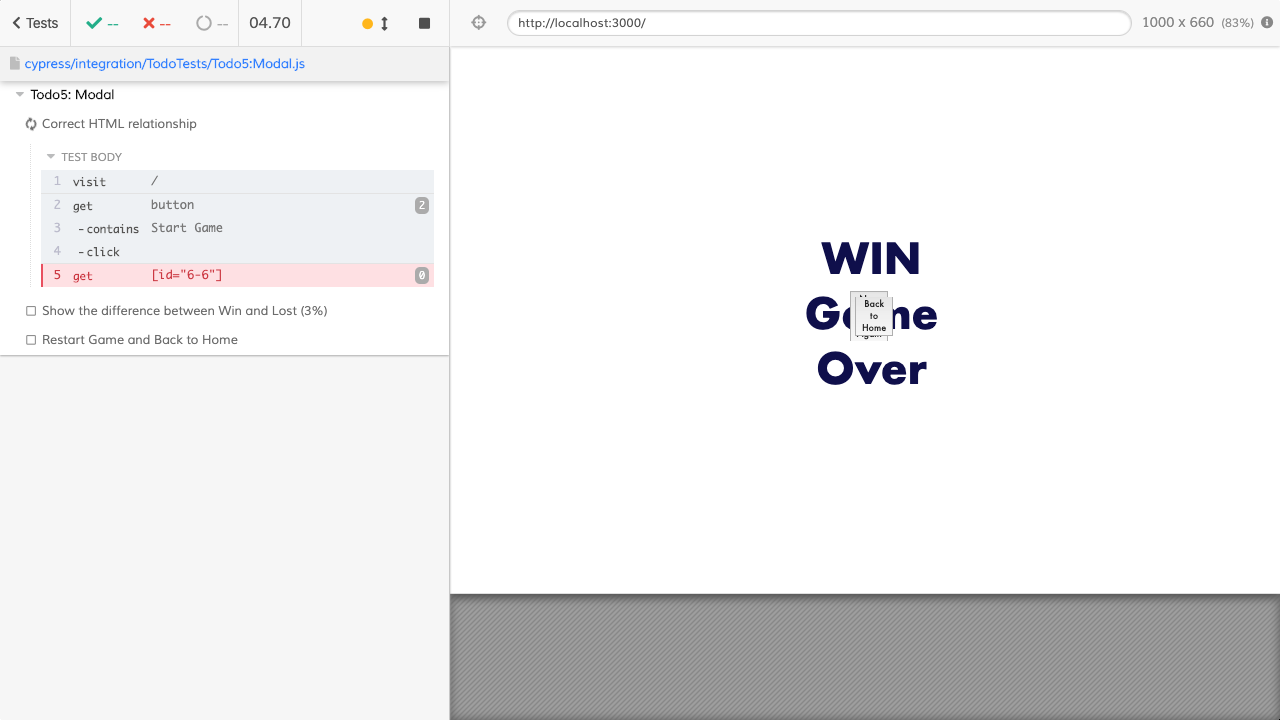 Tests -- -- -- 04.70
http://localhost:3000/ 1000 x 660 (83%)
cypress/integration/TodoTests/Todo5:Modal.js
Todo5: Modal
Correct HTML relationship
TEST BODY
1 visit /
2 get button 2
3 -contains Start Game
4 -click
5 get [id="6-6"] 0
Show the difference between Win and Lost (3%)
Restart Game and Back to Home
WIN
Game
Over
Back
to
Home